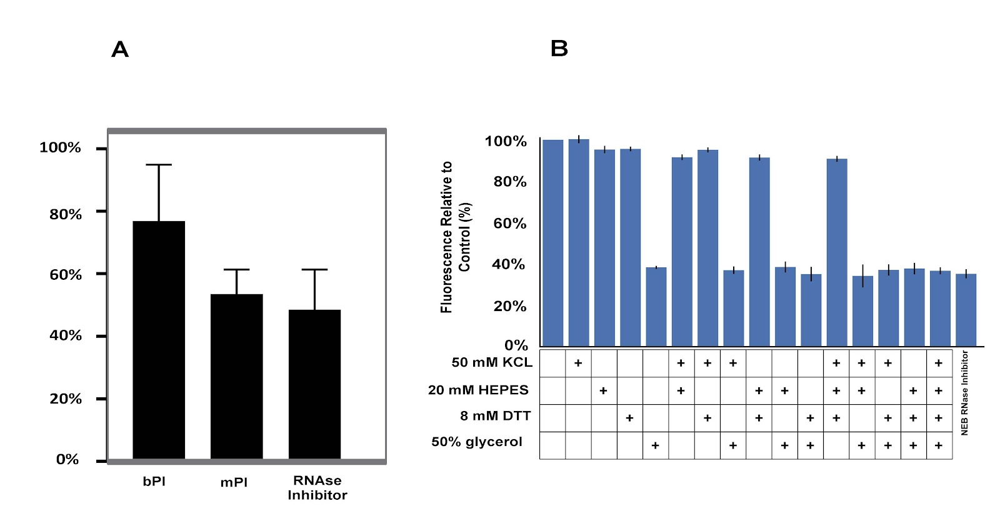 A
100%
80%
60%
40%
20%
0%
bPI
mPI
RNAse
Inhibitor
B
Fluorescence Relative to
Control (%)
100%
80%
60%
40%
20%
0%
50 mM KCL + + + + + + + +
20 mM HEPES + + + + + + + +
8 mM DTT + + + + + + + +
50% glycerol + + + + + + + +
NEB RNase Inhibitor